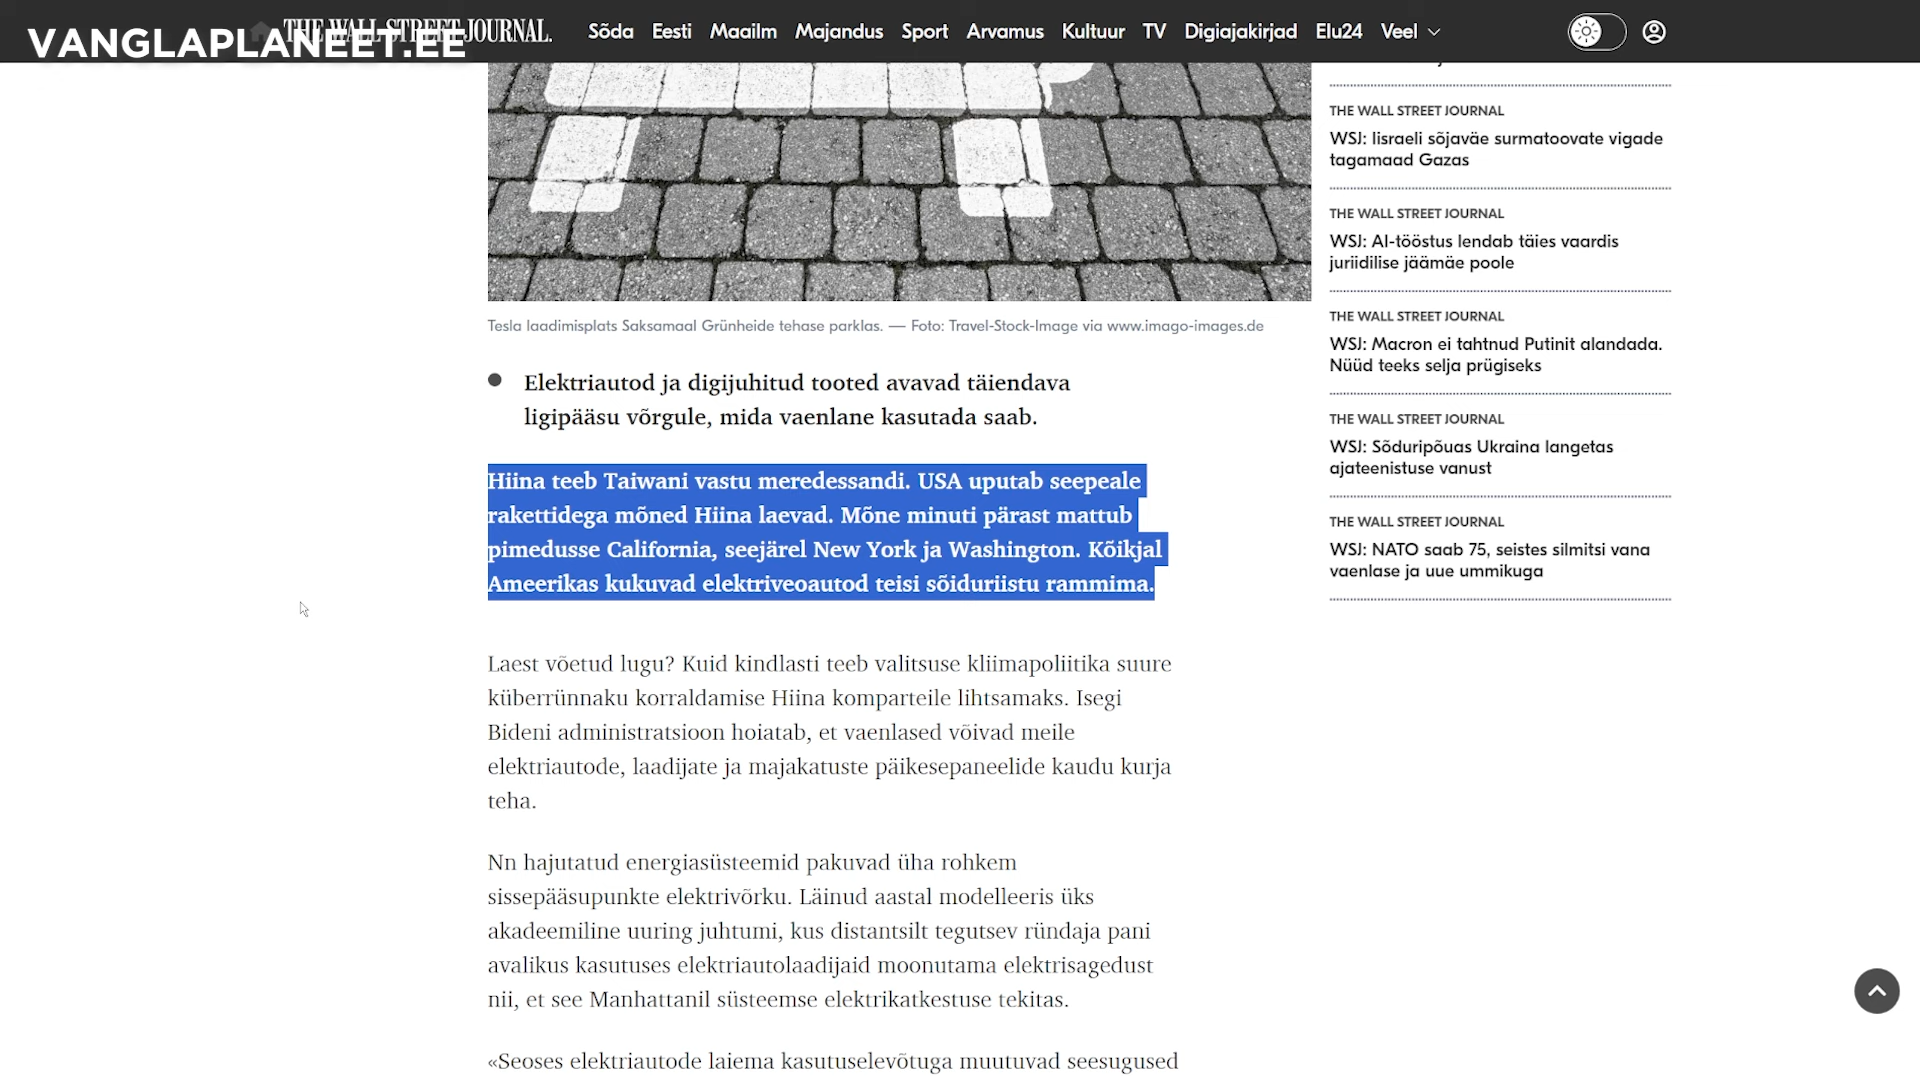 VANGLAPLANEET.EE
THE WALL STREET JOURNAL.
Sõda Eesti Maailm Majandus Sport Arvamus Kultuur TV Digiajakirjad Elu24 Veel
Tesla laadimisplats Saksamaal Grünheide tehase parklas. — Foto: Travel-Stock-Image via www.imago-images.de
Elektriautod ja digijuhitud tooted avavad täiendava
ligipääsu võrgule, mida vaenlane kasutada saab.
Hiina teeb Taiwani vastu meredessandi. USA uputab seepeale
rakettidega mõned Hiina laevad. Mõne minuti pärast mattub
pimedusse California, seejärel New York ja Washington. Kõikjal
Ameerikas kukuvad elektriveoautod teisi sõiduriistu rammima.
Laest võetud lugu? Kuid kindlasti teeb valitsuse kliimapoliitika suure
küberrünnaku korraldamise Hiina komparteile lihtsamaks. Isegi
Bideni administratsioon hoiatab, et vaenlased võivad meile
elektriautode, laadijate ja majakatuste päikesepaneelide kaudu kurja
teha.
Nn hajutatud energiasüsteemid pakuvad üha rohkem
sissepääsupunkte elektrivõrku. Läinud aastal modelleeris üks
akadeemiline uuring juhtumi, kus distantsilt tegutsev ründaja pani
avalikus kasutuses elektriautolaadijaid moonutama elektrisagedust
nii, et see Manhattanil süsteemse elektrikatkestuse tekitas.
«Seoses elektriautode laiema kasutuselevõtuga muutuvad seesugused
THE WALL STREET JOURNAL
WSJ: Iisraeli sõjaväe surmatoovate vigade
tagamaad Gazas
THE WALL STREET JOURNAL
WSJ: AI-tööstus lendab täies vaardis
juriidilise jäämäe poole
THE WALL STREET JOURNAL
WSJ: Macron ei tahtnud Putinit alandada.
Nüüd teeks selja prügiseks
THE WALL STREET JOURNAL
WSJ: Sõduripõuas Ukraina langetas
ajateenistuse vanust
THE WALL STREET JOURNAL
WSJ: NATO saab 75, seistes silmitsi vana
vaenlase ja uue ummikuga